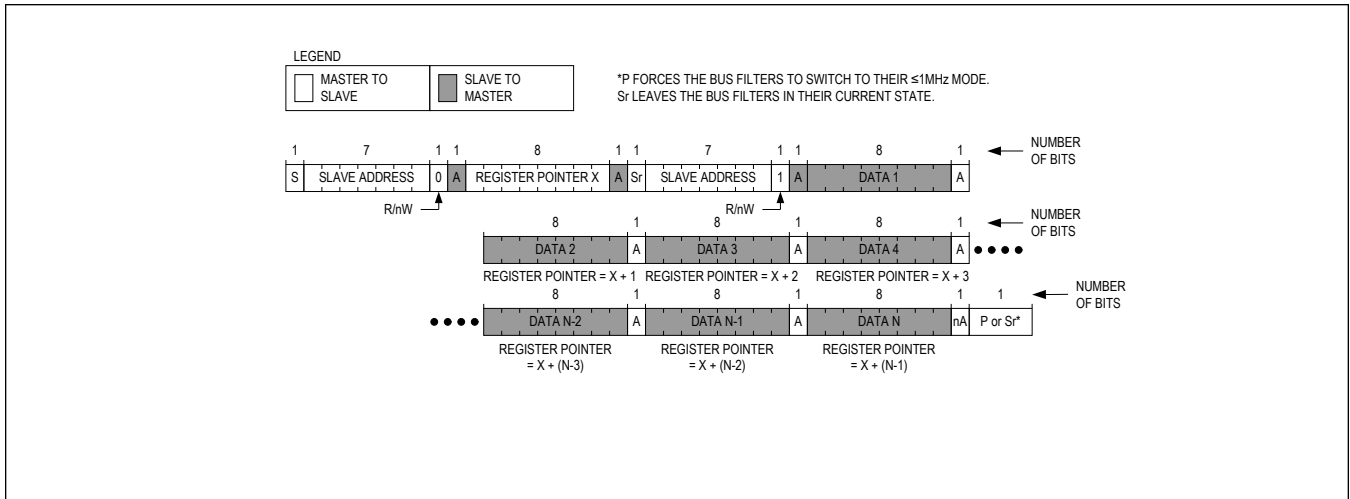 LEGEND
MASTER TO SLAVE
SLAVE TO MASTER
*P FORCES THE BUS FILTERS TO SWITCH TO THEIR ≤1MHz MODE.
Sr LEAVES THE BUS FILTERS IN THEIR CURRENT STATE.
1 7 1 1 8 1 1 7 1 1 8 1 NUMBER OF BITS
S SLAVE ADDRESS 0 A REGISTER POINTER X A Sr SLAVE ADDRESS 1 A DATA 1 A
R/nW R/nW
8 1 8 1 8 1 NUMBER OF BITS
DATA 2 A DATA 3 A DATA 4 A
REGISTER POINTER = X + 1 REGISTER POINTER = X + 2 REGISTER POINTER = X + 3
8 1 8 1 8 1 1 NUMBER OF BITS
DATA N-2 A DATA N-1 A DATA N nA P or Sr*
REGISTER POINTER REGISTER POINTER REGISTER POINTER
= X + (N-3) = X + (N-2) = X + (N-1)